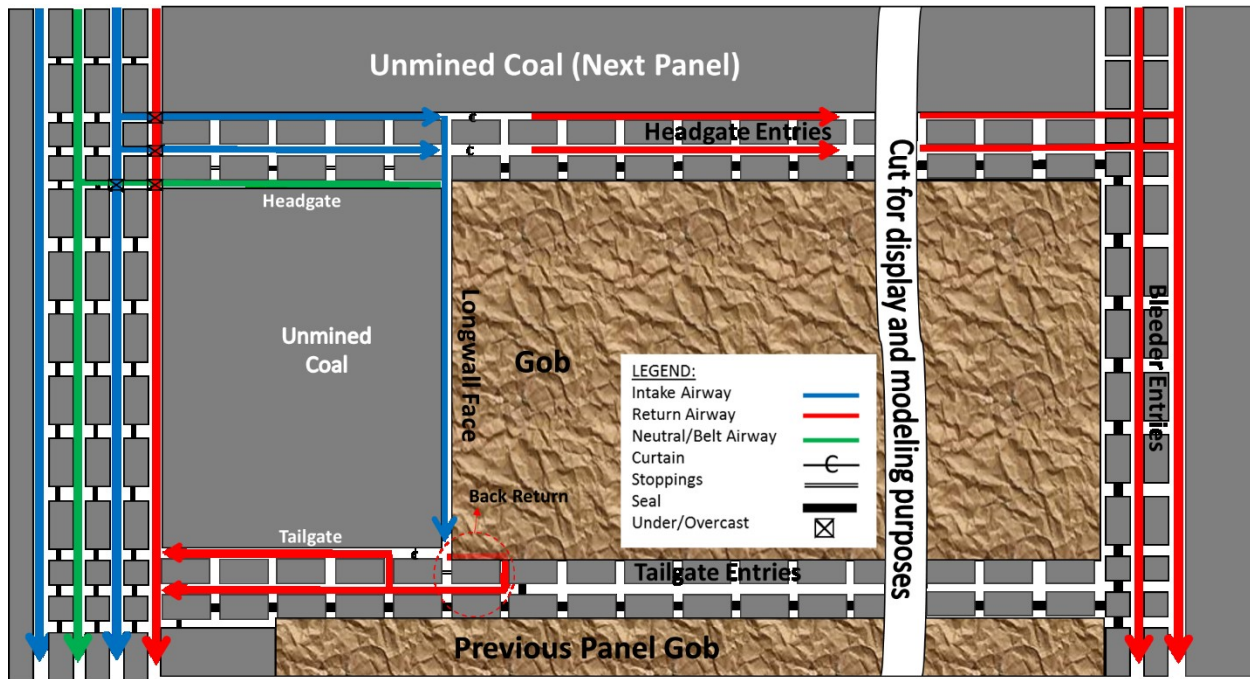 Unmined Coal (Next Panel)
C
Headgate Entries
C
Headgate
Cut for display and modeling purposes
Unmined
Coal
Longwall Face
Gob
LEGEND:
Intake Airway
Return Airway
Neutral/Belt Airway
Curtain
C
Stoppings
Seal
Under/Overcast
Bleeder Entries
Back Return
Tailgate
C
Tailgate Entries
Previous Panel Gob